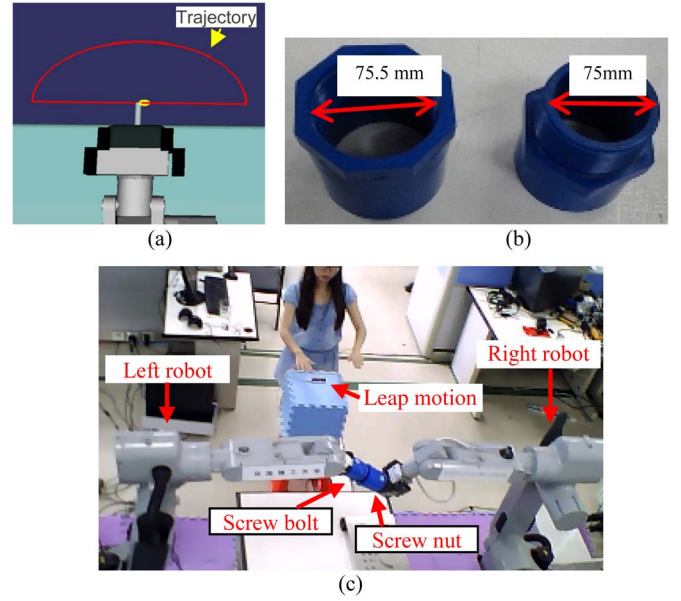 Trajectory
75.5 mm
75mm
(a)
(b)
Left robot
Right robot
Leap motion
Screw bolt
Screw nut
(c)